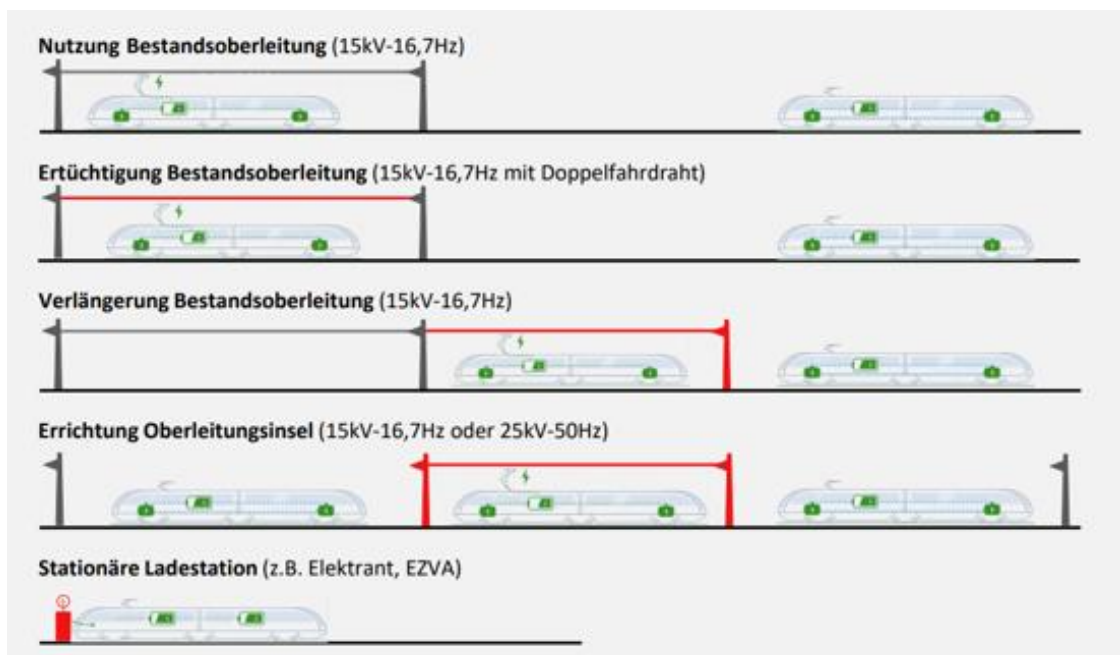 Nutzung Bestandsoberleitung (15kV-16,7Hz)
Ertüchtigung Bestandsoberleitung (15kV-16,7Hz mit Doppelfahrdraht)
Verlängerung Bestandsoberleitung (15kV-16,7Hz)
Errichtung Oberleitungsinsel (15kV-16,7Hz oder 25kV-50Hz)
Stationäre Ladestation (z.B. Elektrant, EZVA)